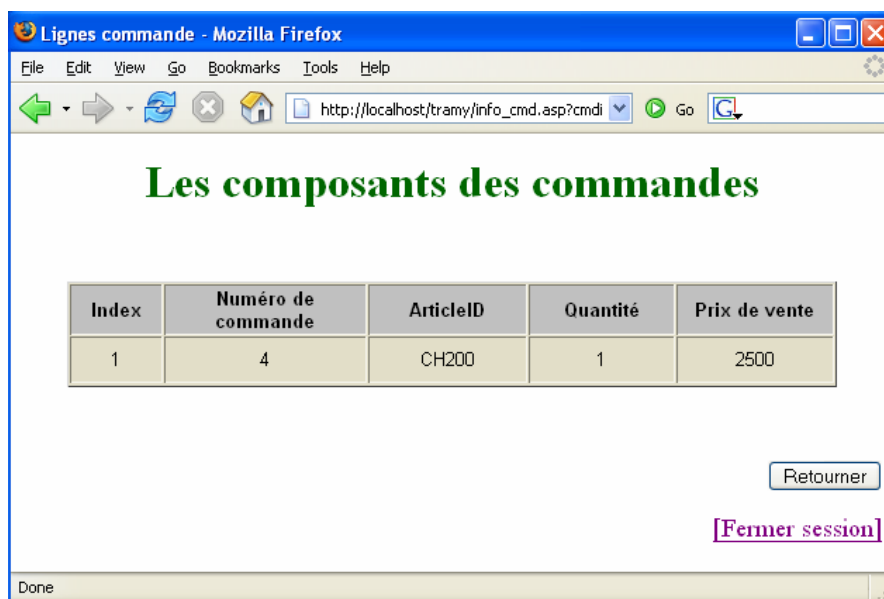 Lignes commande - Mozilla Firefox
File Edit View Go Bookmarks Tools Help
http://localhost/tramy/info_cmd.asp?cmdi Go G
Les composants des commandes
Index Numéro de commande ArticleID Quantité Prix de vente
1 4 CH200 1 2500
Retourner
[Fermer session]
Done